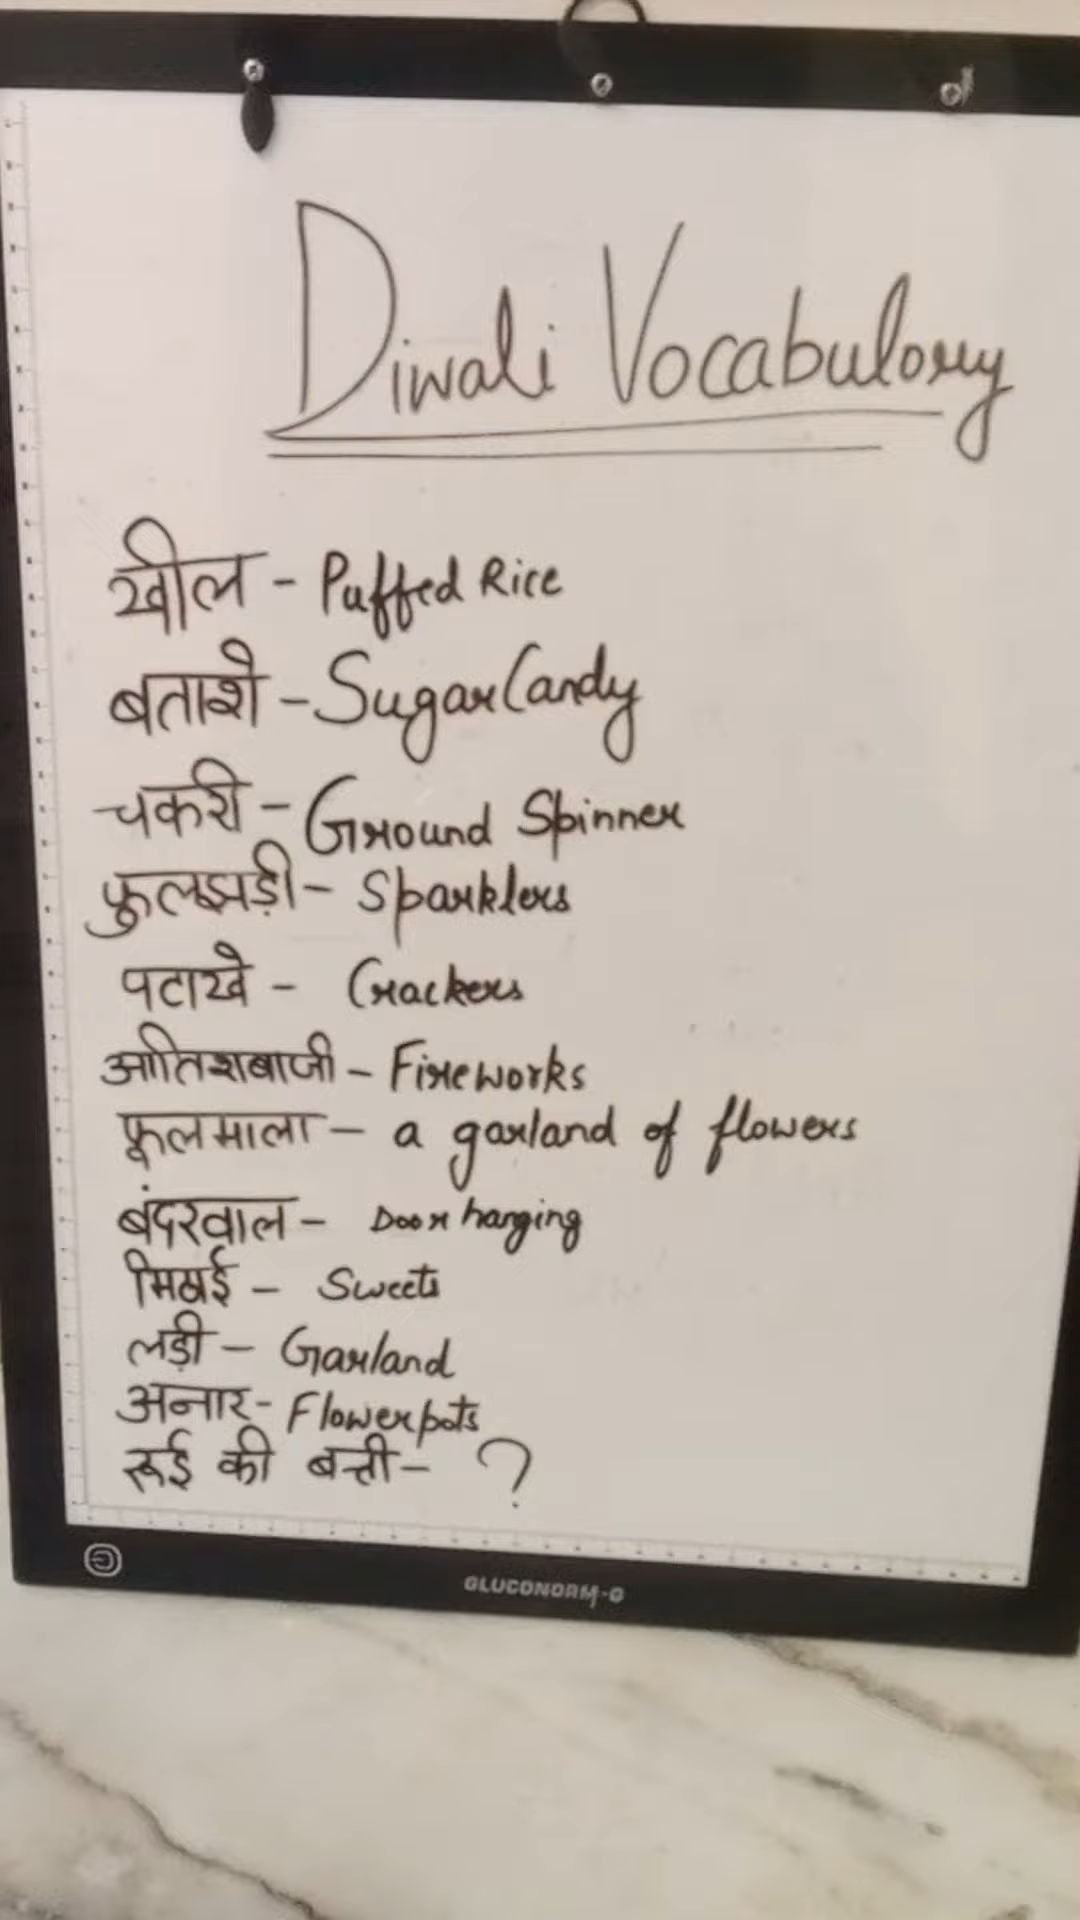 Diwali Vocabulary
खील - Puffed Rice
बताशे - Sugar Candy
चकरी - Ground Spinner
फुलझड़ी - Sparklers
पटाखे - Crackers
आतिशबाजी - Fireworks
फूलमाला - a garland of flowers
बंदरवाल - Door hanging
मिठाई - Sweets
लड़ी - Garland
अनार - Flowerpots
रूई की बत्ती - ?
GLUCONORM-G